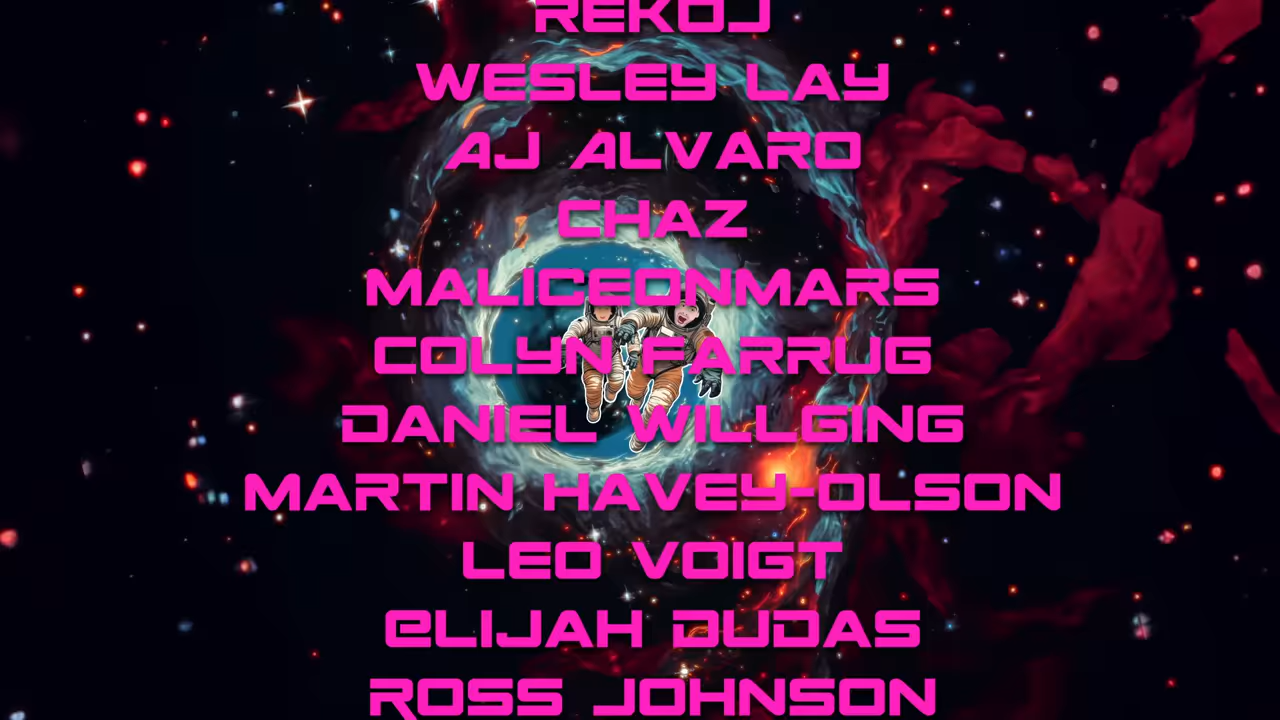 REKOJ
WESLEY LAY
AJ ALVARO
CHAZ
MALICEONMARS
COLYN FARRUG
DANIEL WILLGING
MARTIN HAVEY-OLSON
LEO VOIGT
ELIJAH DUDAS
ROSS JOHNSON